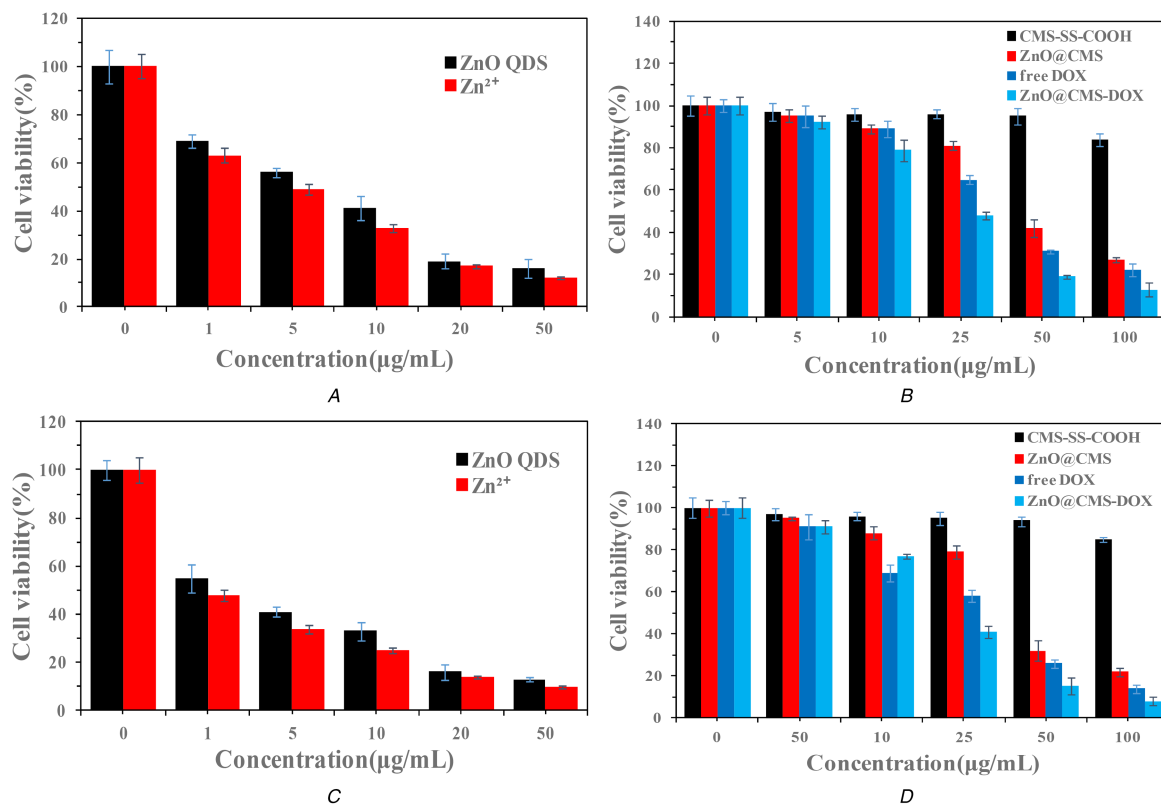 120
100
80
60
40
20
0
Cell viability(%)
ZnO QDS
Zn²⁺
0 1 5 10 20 50
Concentration(μg/mL)
A
140
120
100
80
60
40
20
0
Cell viability(%)
CMS-SS-COOH
ZnO@CMS
free DOX
ZnO@CMS-DOX
0 5 10 25 50 100
Concentration(μg/mL)
B
120
100
80
60
40
20
0
Cell viability(%)
ZnO QDS
Zn²⁺
0 1 5 10 20 50
Concentration(μg/mL)
C
140
120
100
80
60
40
20
0
Cell viability(%)
CMS-SS-COOH
ZnO@CMS
free DOX
ZnO@CMS-DOX
0 50 10 25 50 100
Concentration(μg/mL)
D